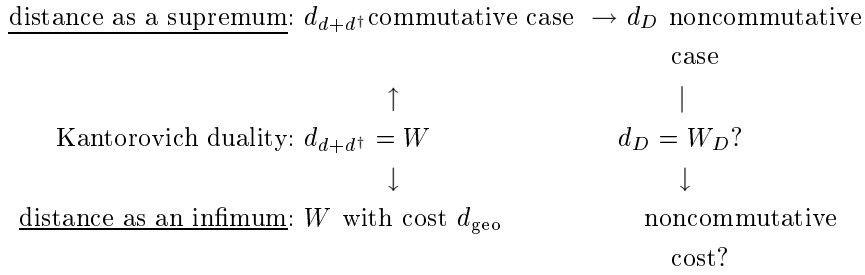 distance as a supremum: d_{d+d†} commutative case → d_D noncommutative
case
↑ |
Kantorovich duality: d_{d+d†} = W d_D = W_D?
↓ ↓
distance as an infimum: W with cost d_geo noncommutative
cost?